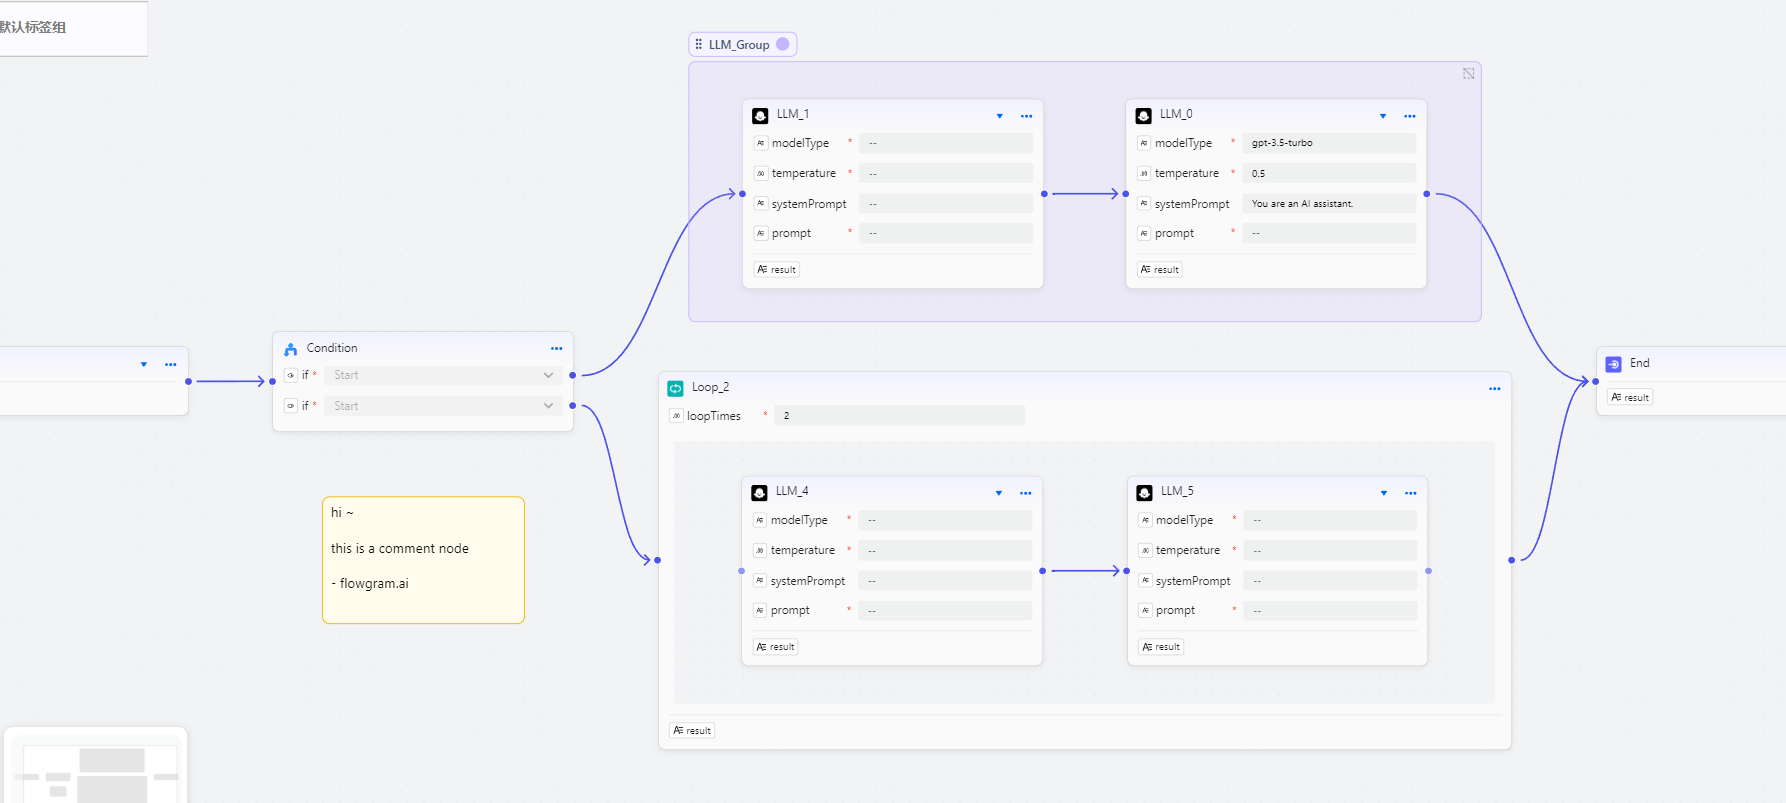 默认标签组
LLM_Group
LLM_1
modelType * --
temperature * --
systemPrompt --
prompt * --
result
LLM_0
modelType * gpt-3.5-turbo
temperature * 0.5
systemPrompt You are an AI assistant.
prompt * --
result
Condition
if * Start
if * Start
hi ~
this is a comment node
- flowgram.ai
Loop_2
loopTimes * 2
LLM_4
modelType * --
temperature * --
systemPrompt --
prompt * --
result
LLM_5
modelType * --
temperature * --
systemPrompt --
prompt * --
result
result
End
result